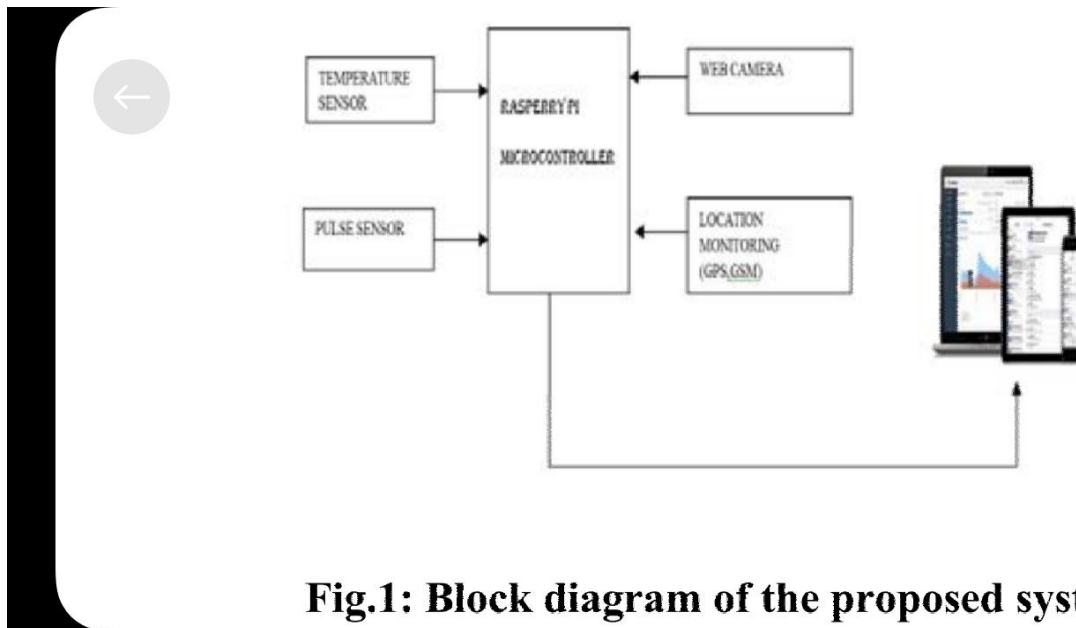 TEMPERATURE
SENSOR
PULSE SENSOR
RASPERRY PI
MICROCONTROLLER
WEB CAMERA
LOCATION
MONITORING
(GPS,GSM)
Fig.1: Block diagram of the proposed syst